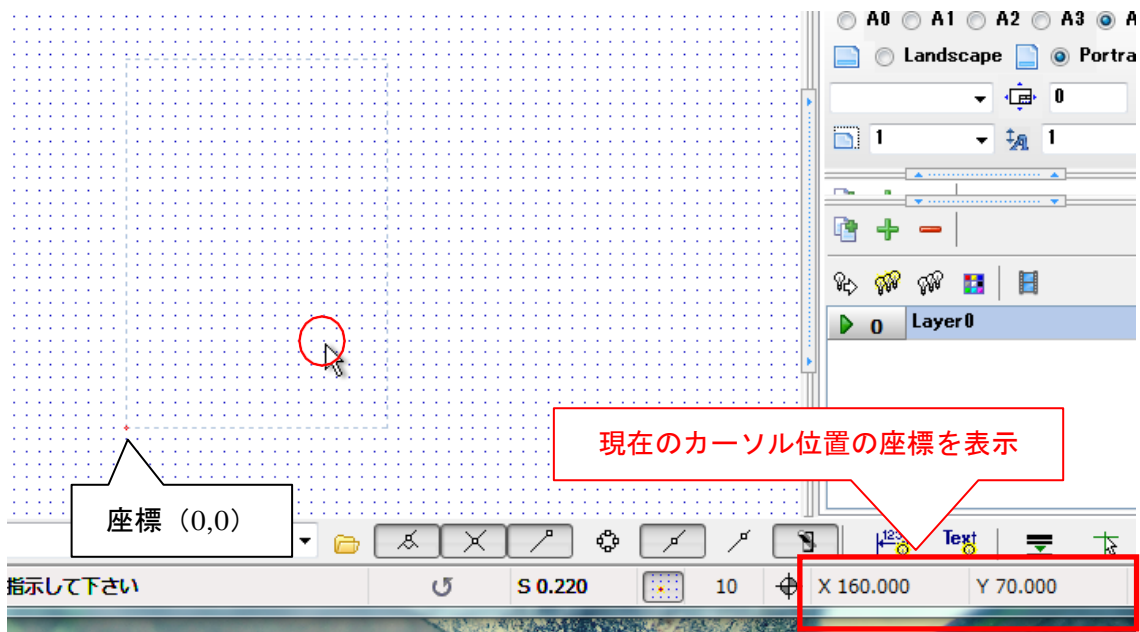 A0 A1 A2 A3 A
Landscape Portra
0
1 1
0 Layer0
現在のカーソル位置の座標を表示
座標（0,0）
123 Text
指示して下さい S 0.220 10 X 160.000 Y 70.000